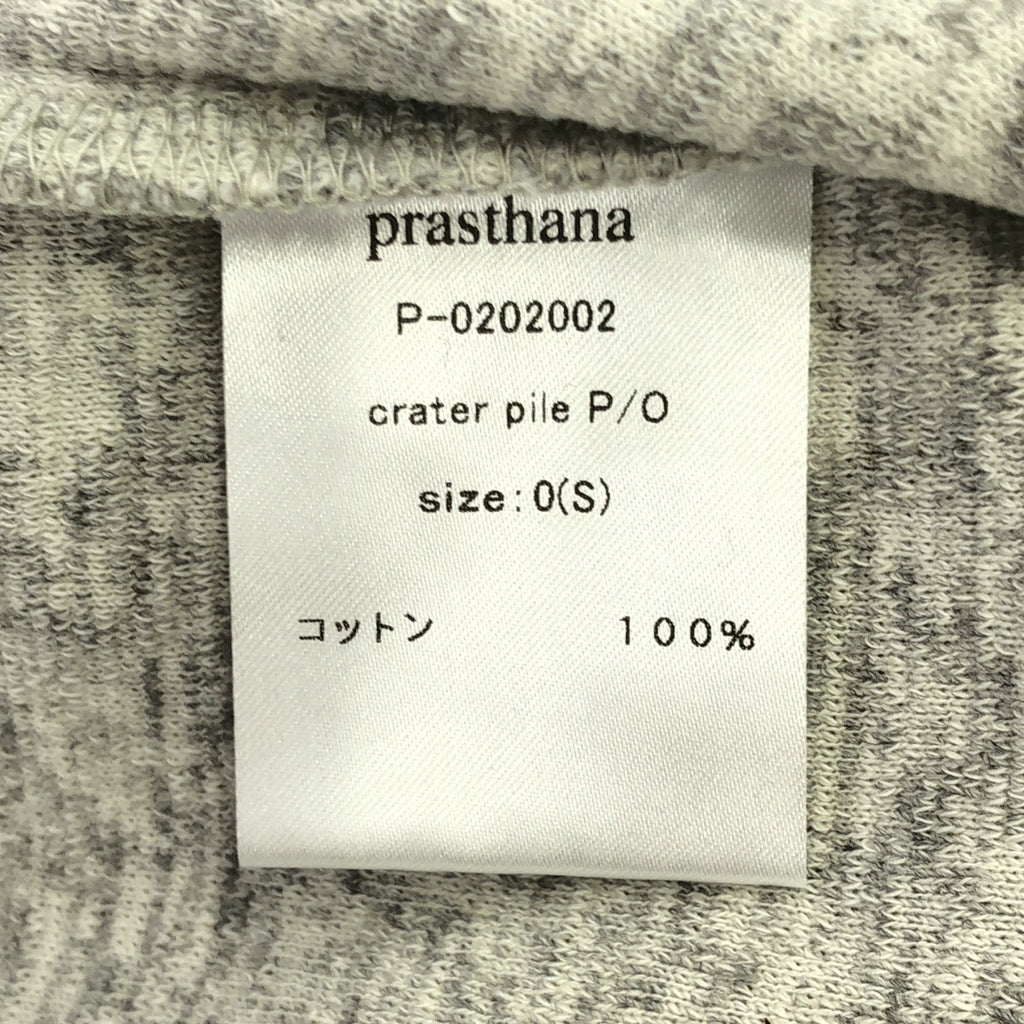 prasthana
P-0202002
crater pile P/O
size:0(S)
コットン １００%